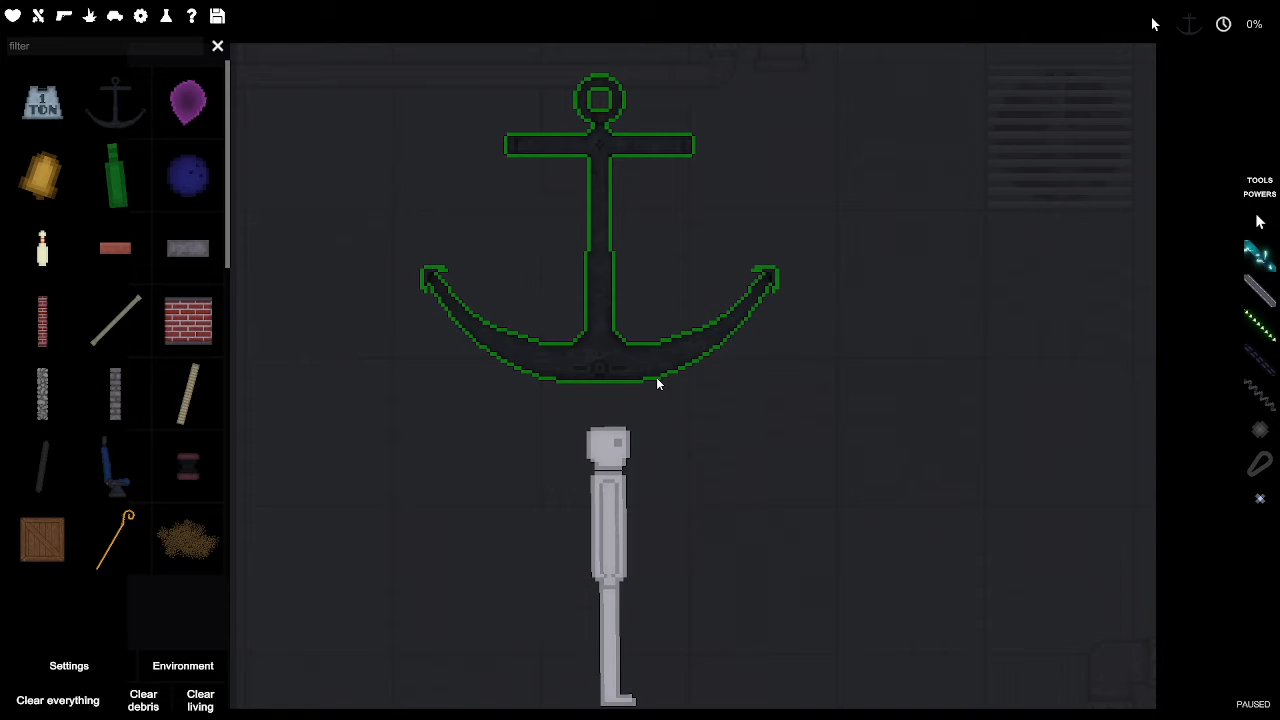 0%
filter
1
TON
TOOLS
POWERS
Settings
Environment
Clear everything
Clear
debris
Clear
living
PAUSED